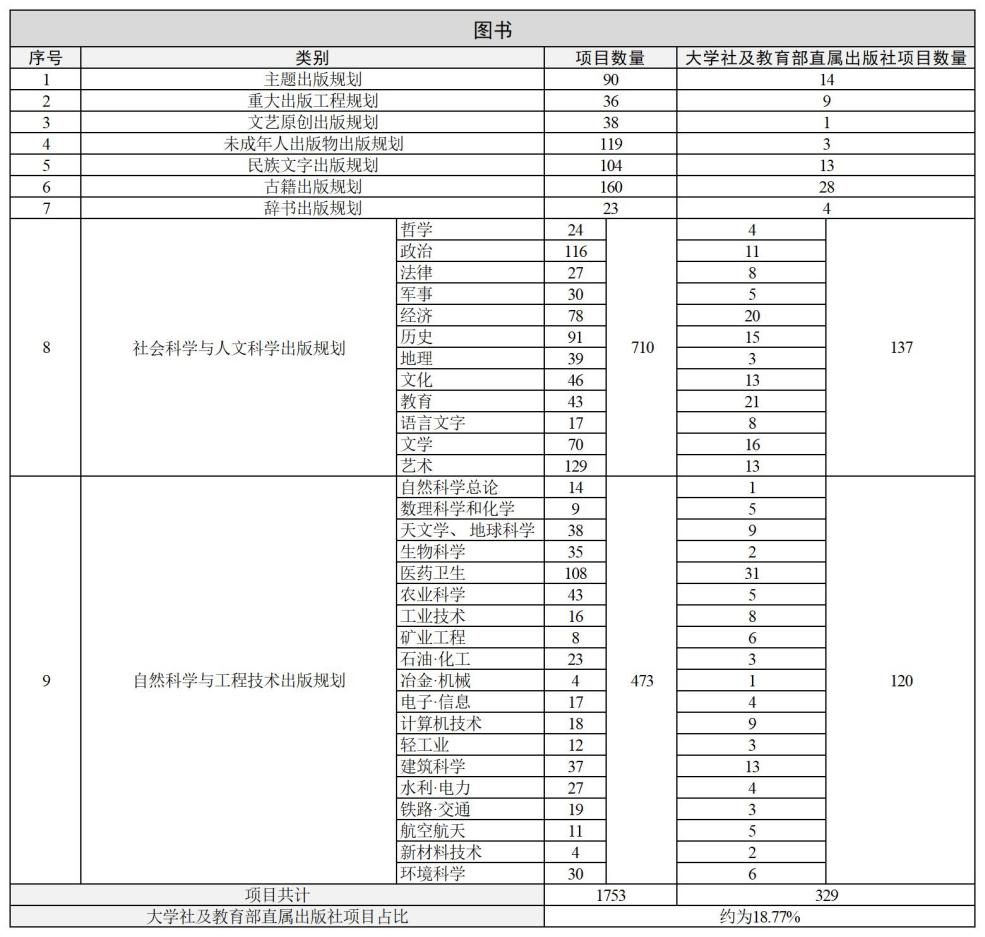 图书
序号 类别 项目数量 大学社及教育部直属出版社项目数量
1 主题出版规划 90 14
2 重大出版工程规划 36 9
3 文艺原创出版规划 38 1
4 未成年人出版物出版规划 119 3
5 民族文字出版规划 104 13
6 古籍出版规划 160 28
7 辞书出版规划 23 4
8 社会科学与人文科学出版规划 710 137
哲学 24 4
政治 116 11
法律 27 8
军事 30 5
经济 78 20
历史 91 15
地理 39 3
文化 46 13
教育 43 21
语言文字 17 8
文学 70 16
艺术 129 13
9 自然科学与工程技术出版规划 473 120
自然科学总论 14 1
数理科学和化学 9 5
天文学、 地球科学 38 9
生物科学 35 2
医药卫生 108 31
农业科学 43 5
工业技术 16 8
矿业工程 8 6
石油·化工 23 3
冶金·机械 4 1
电子·信息 17 4
计算机技术 18 9
轻工业 12 3
建筑科学 37 13
水利·电力 27 4
铁路·交通 19 3
航空航天 11 5
新材料技术 4 2
环境科学 30 6
项目共计 1753 329
大学社及教育部直属出版社项目占比 约为18.77%